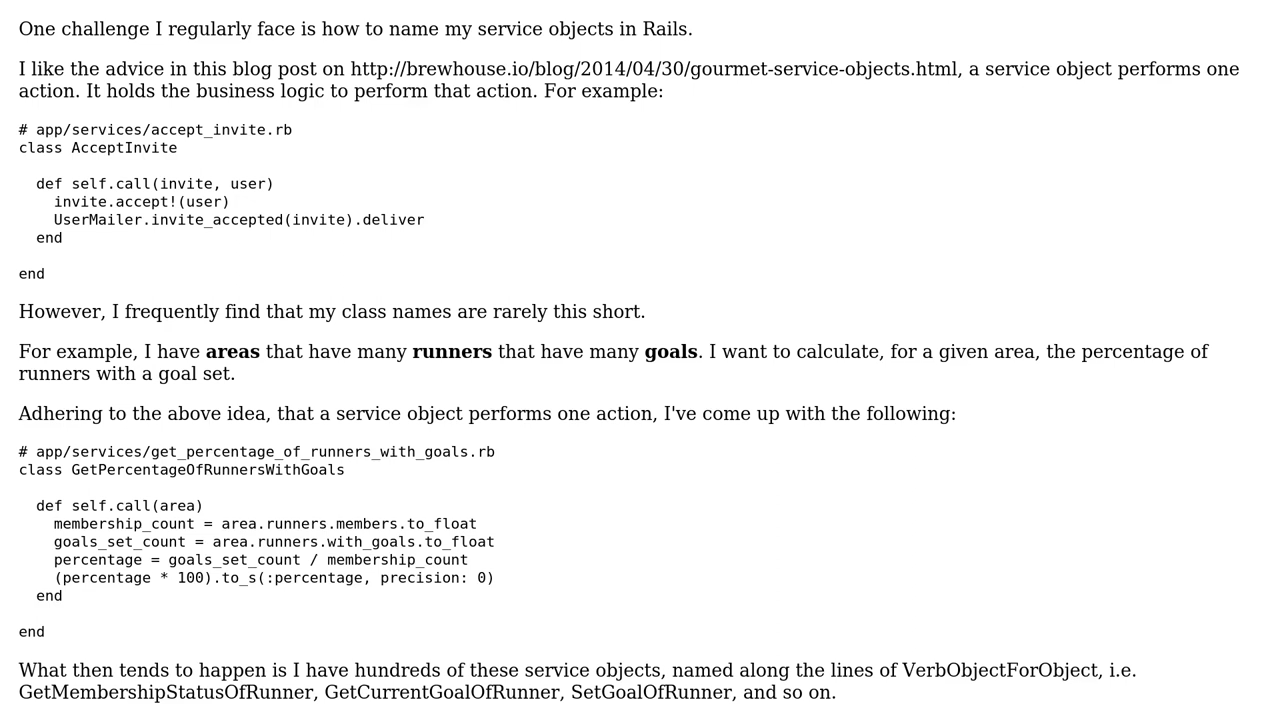 One challenge I regularly face is how to name my service objects in Rails.
I like the advice in this blog post on http://brewhouse.io/blog/2014/04/30/gourmet-service-objects.html, a service object performs one
action. It holds the business logic to perform that action. For example:
# app/services/accept_invite.rb
class AcceptInvite
  def self.call(invite, user)
    invite.accept!(user)
    UserMailer.invite_accepted(invite).deliver
  end
end
However, I frequently find that my class names are rarely this short.
For example, I have areas that have many runners that have many goals. I want to calculate, for a given area, the percentage of
runners with a goal set.
Adhering to the above idea, that a service object performs one action, I've come up with the following:
# app/services/get_percentage_of_runners_with_goals.rb
class GetPercentageOfRunnersWithGoals
  def self.call(area)
    membership_count = area.runners.members.to_float
    goals_set_count = area.runners.with_goals.to_float
    percentage = goals_set_count / membership_count
    (percentage * 100).to_s(:percentage, precision: 0)
  end
end
What then tends to happen is I have hundreds of these service objects, named along the lines of VerbObjectForObject, i.e.
GetMembershipStatusOfRunner, GetCurrentGoalOfRunner, SetGoalOfRunner, and so on.